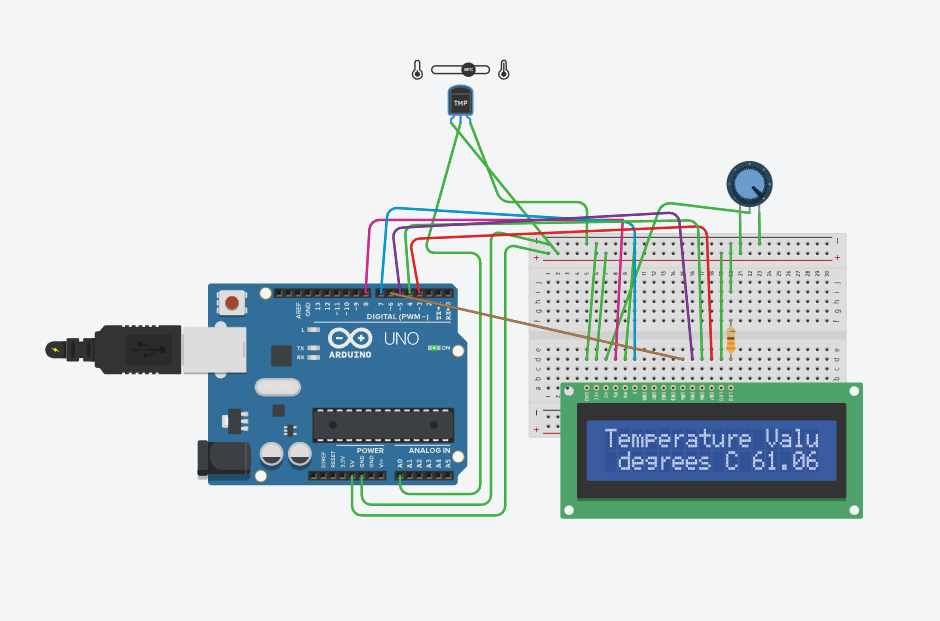 TMP
AREF
GND
13
12
~11
~10
~9
8
7
~6
~5
4
~3
2
TX→1
RX←0
DIGITAL (PWM~)
L
TX
RX
ARDUINO
UNO
ON
POWER
ANALOG IN
IOREF
RESET
3.3V
5V
GND
GND
Vin
A0
A1
A2
A3
A4
A5
Temperature Valu
degrees C 61.06